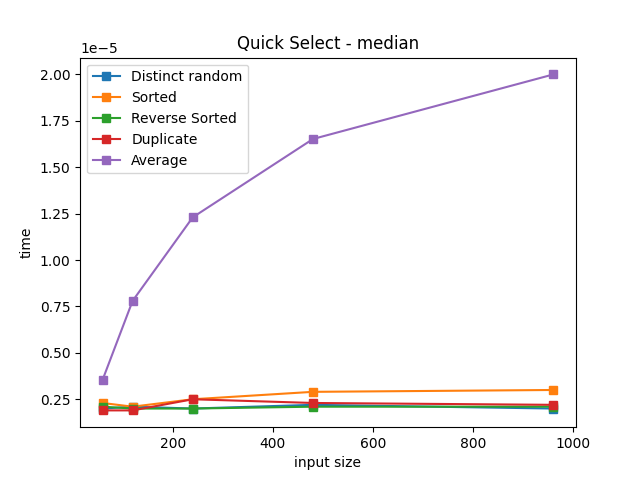 Quick Select - median
1e−5
2.00
1.75
1.50
1.25
1.00
0.75
0.50
0.25
time
Distinct random
Sorted
Reverse Sorted
Duplicate
Average
200
400
600
800
1000
input size